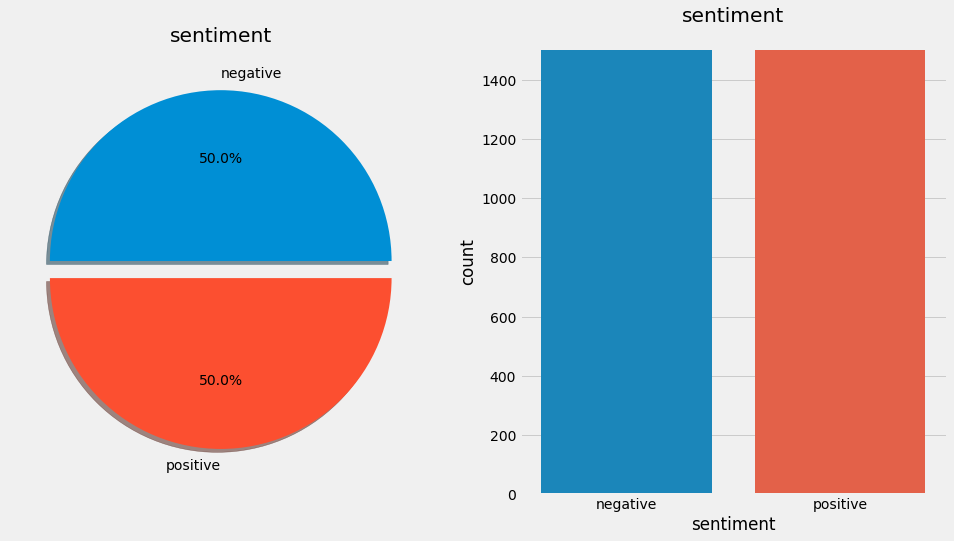 sentiment
negative
50.0%
50.0%
positive
sentiment
1400
1200
1000
800
600
400
200
0
count
negative positive
sentiment